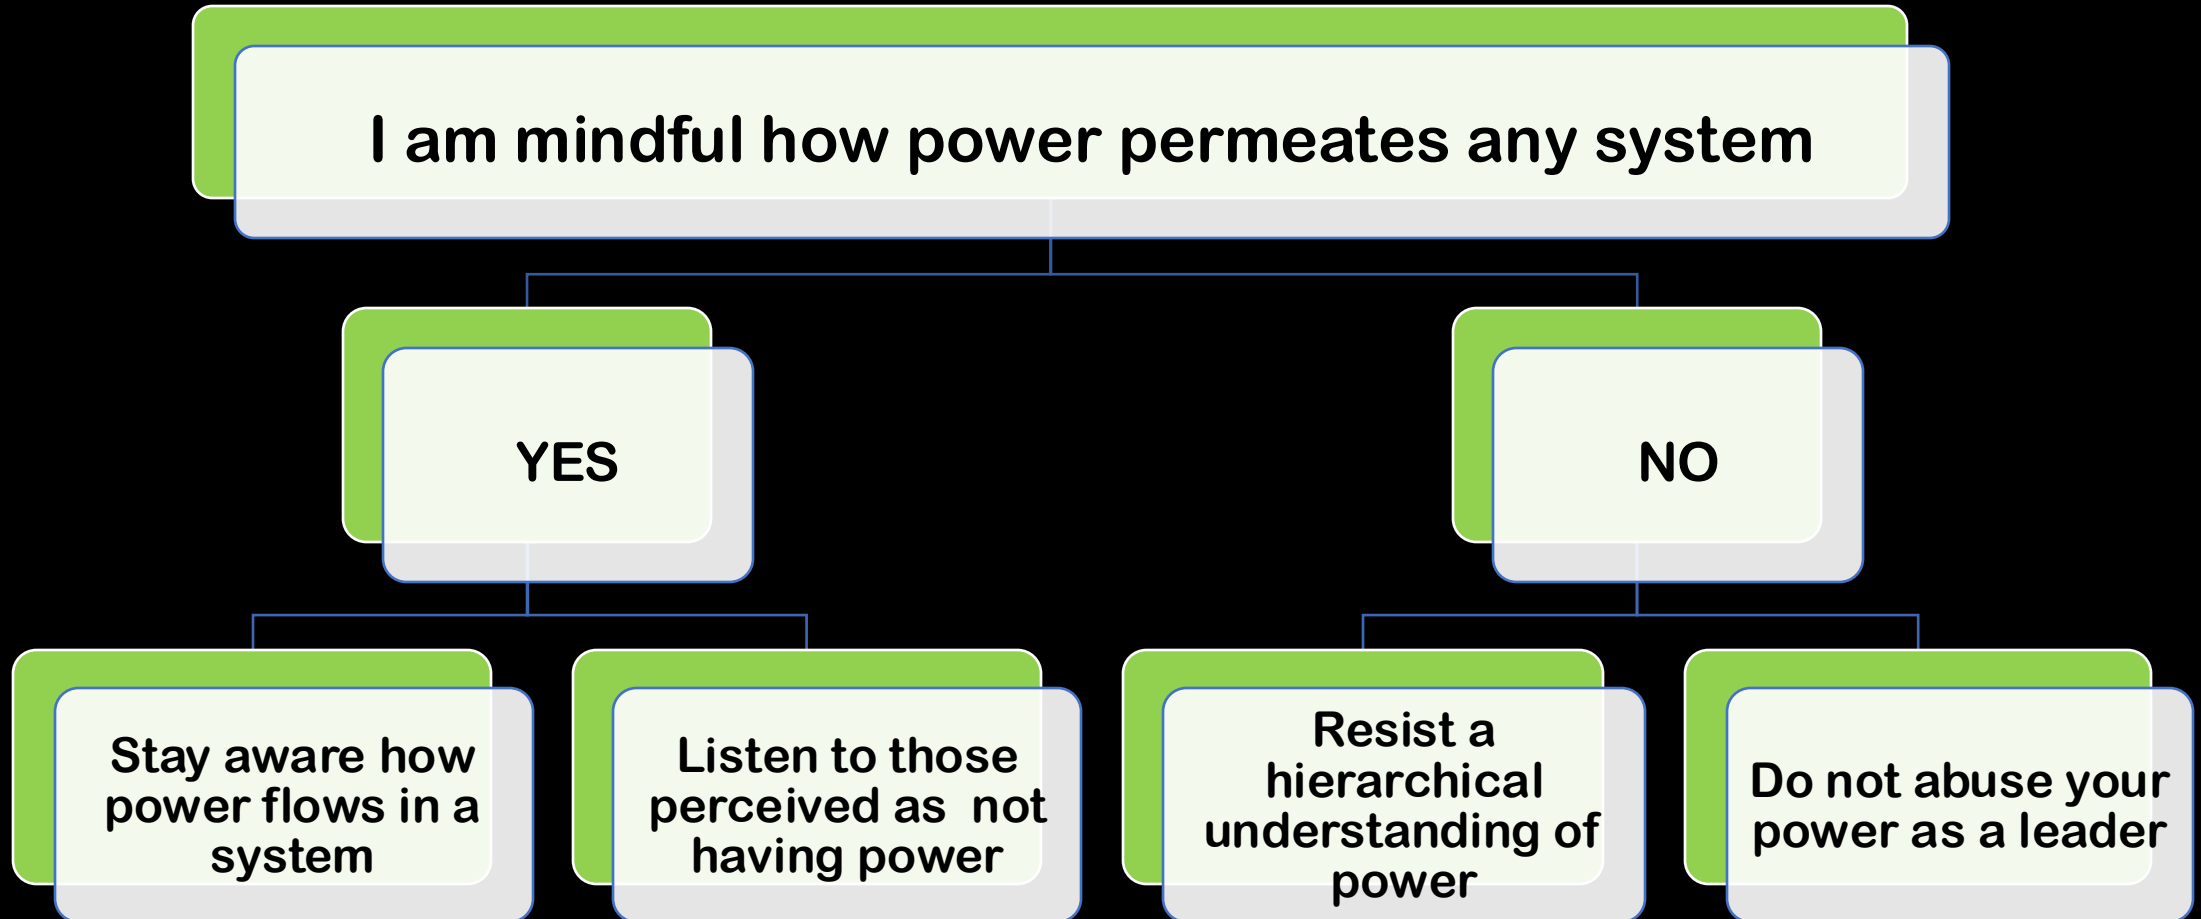 I am mindful how power permeates any system
YES
NO
Stay aware how
power flows in a
system
Listen to those
perceived as  not
having power
Resist a
hierarchical
understanding of
power
Do not abuse your
power as a leader